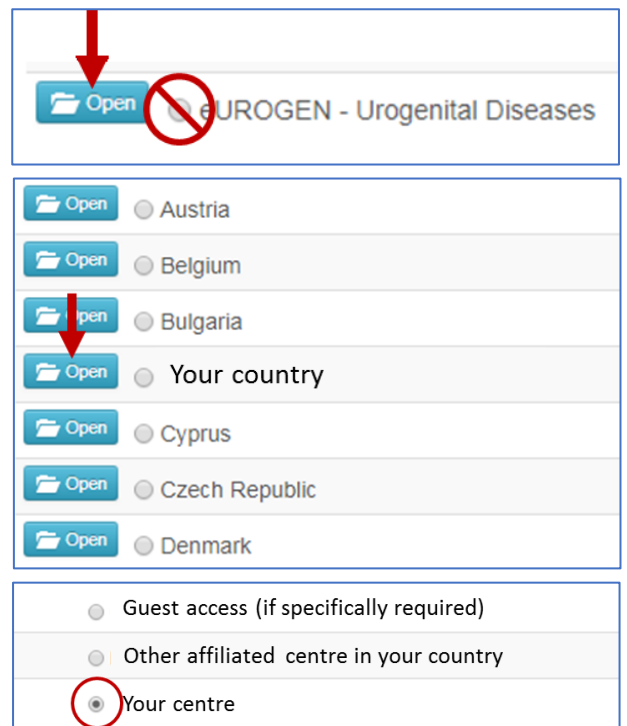 Open eUROGEN - Urogenital Diseases
Open Austria
Open Belgium
Open Bulgaria
Open Your country
Open Cyprus
Open Czech Republic
Open Denmark
Guest access (if specifically required)
Other affiliated centre in your country
Your centre